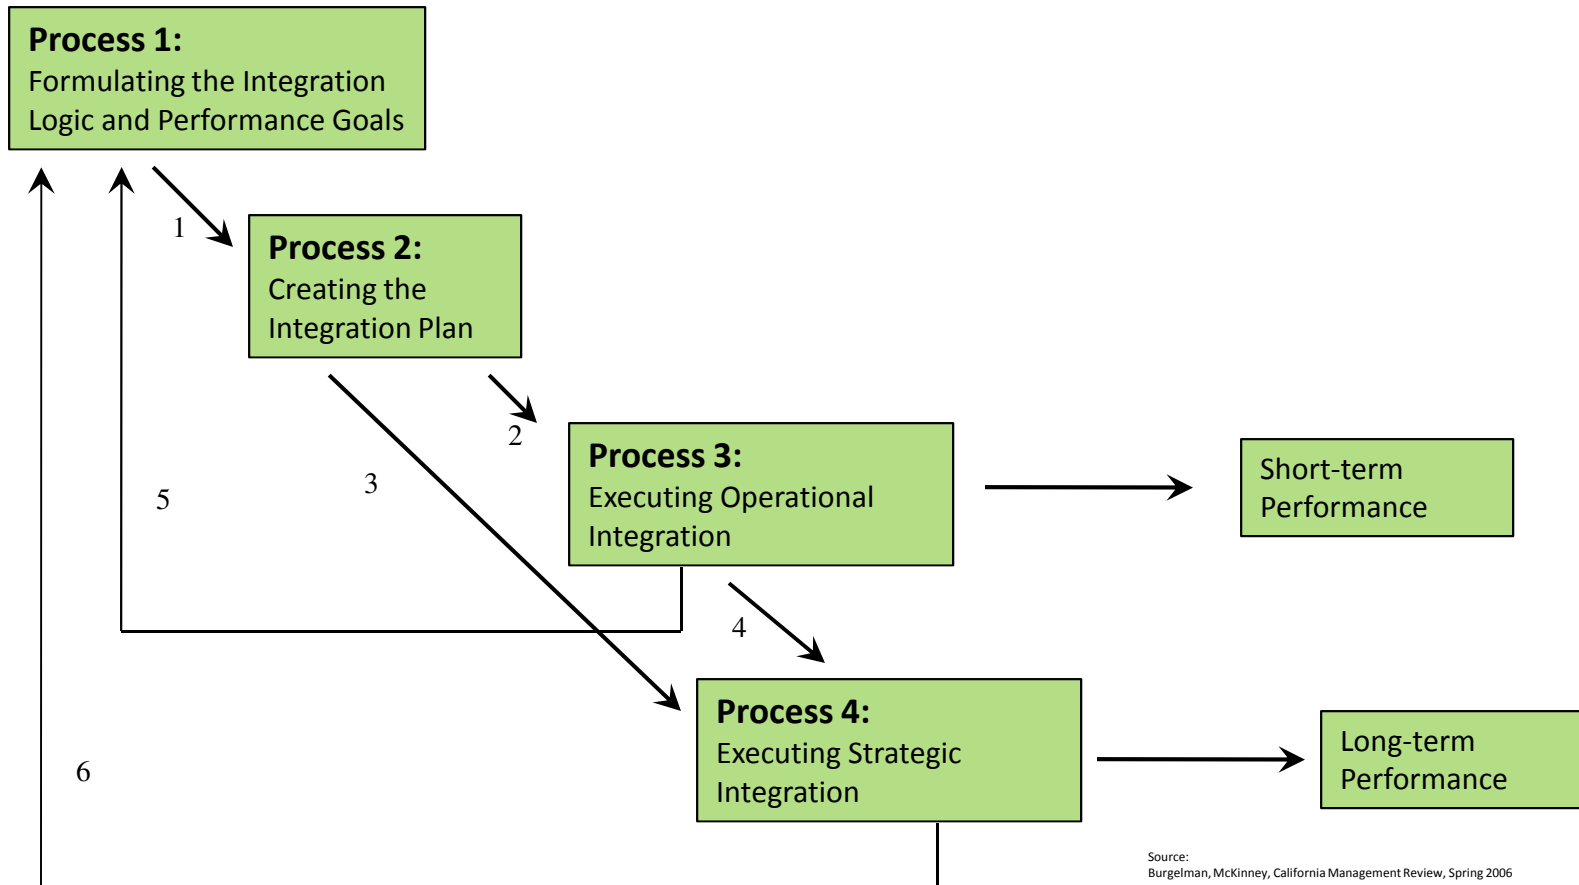 Process 1:
Formulating the Integration
Logic and Performance Goals
1
Process 2:
Creating the
Integration Plan
2
3
5
Process 3:
Executing Operational
Integration
Short-term
Performance
4
Process 4:
Executing Strategic
Integration
Long-term
Performance
6
Source:
Burgelman, McKinney, California Management Review, Spring 2006